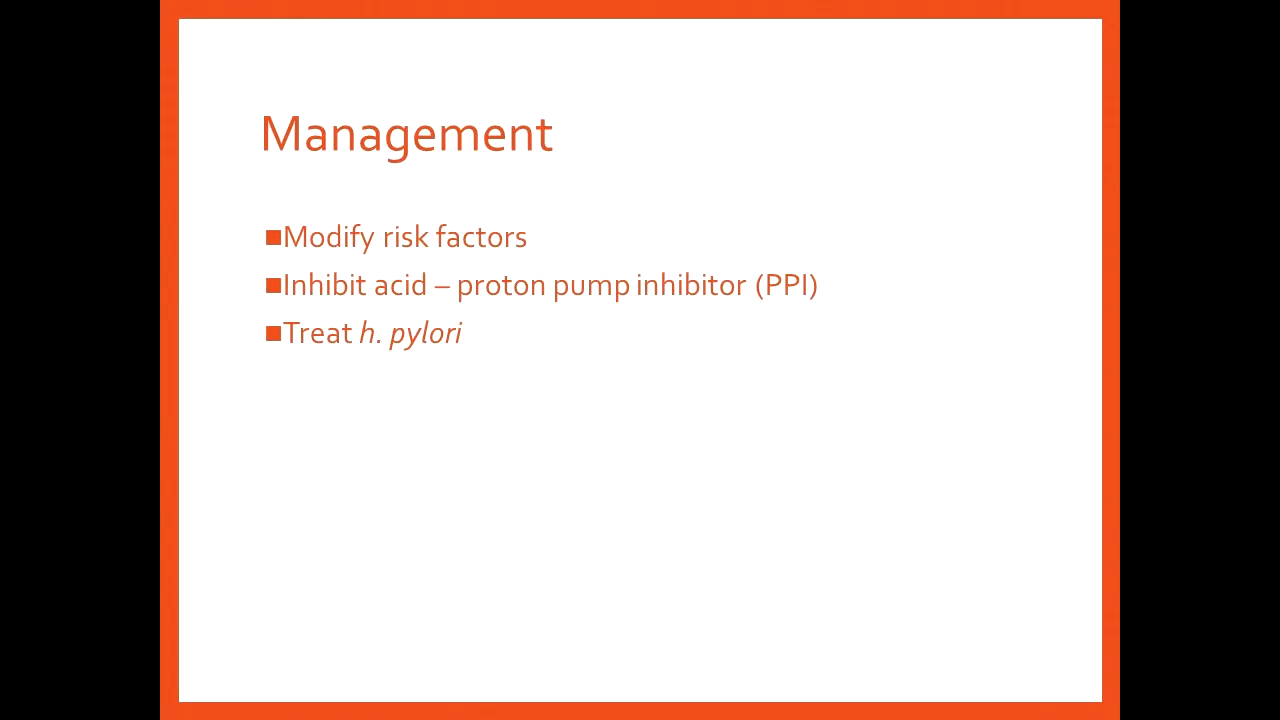 Management
■Modify risk factors
■Inhibit acid – proton pump inhibitor (PPI)
■Treat h. pylori